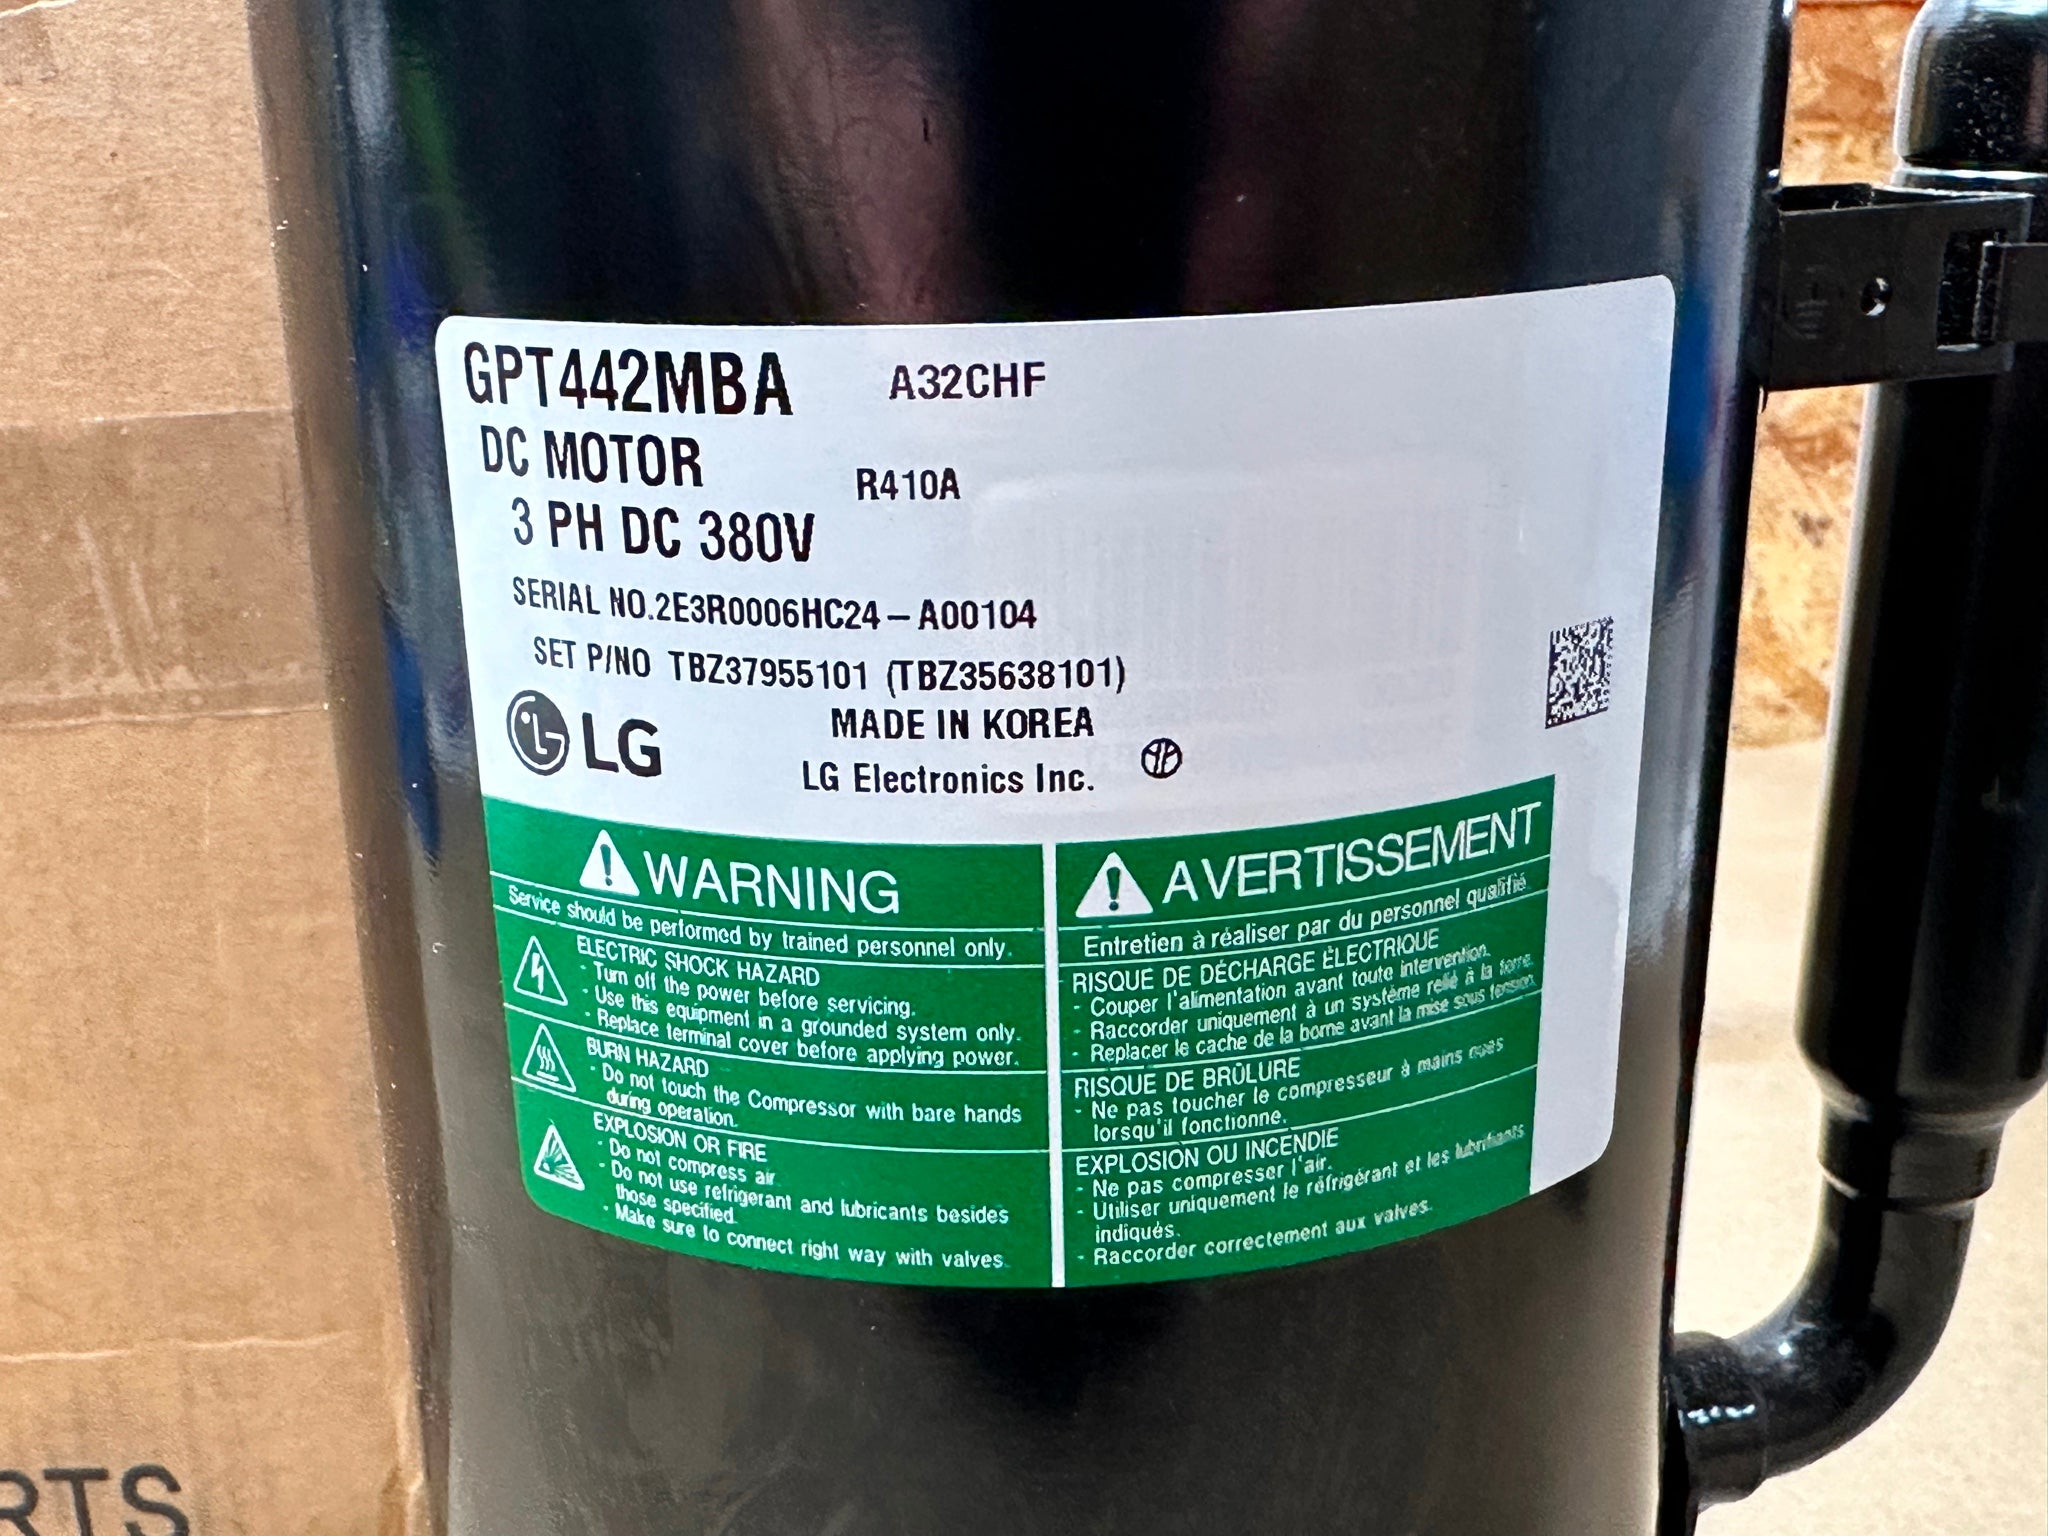 GPT442MBA A32CHF
DC MOTOR R410A
3 PH DC 380V
SERIAL NO.2E3R0006HC24-A00104
SET P/NO TBZ37955101 (TBZ35638101)
LG MADE IN KOREA
LG Electronics Inc.
WARNING
Service should be performed by trained personnel only.
ELECTRIC SHOCK HAZARD
- Turn off the power before servicing.
- Use this equipment in a grounded system only.
- Replace terminal cover before applying power.
BURN HAZARD
- Do not touch the Compressor with bare hands
during operation.
EXPLOSION OR FIRE
- Do not compress air.
- Do not use refrigerant and lubricants besides
those specified.
- Make sure to connect right way with valves.
AVERTISSEMENT
Entretien à réaliser par du personnel qualifié.
RISQUE DE DÉCHARGE ÉLECTRIQUE
- Couper l'alimentation avant toute intervention.
- Raccorder uniquement à un système relié à la terre.
- Replacer le cache de la borne avant la mise sous tension.
RISQUE DE BRÛLURE
- Ne pas toucher le compresseur à mains nues
lorsqu'il fonctionne.
EXPLOSION OU INCENDIE
- Ne pas compresser l'air.
- Utiliser uniquement le réfrigérant et les lubrifiants
indiqués.
- Raccorder correctement aux valves.
RTS